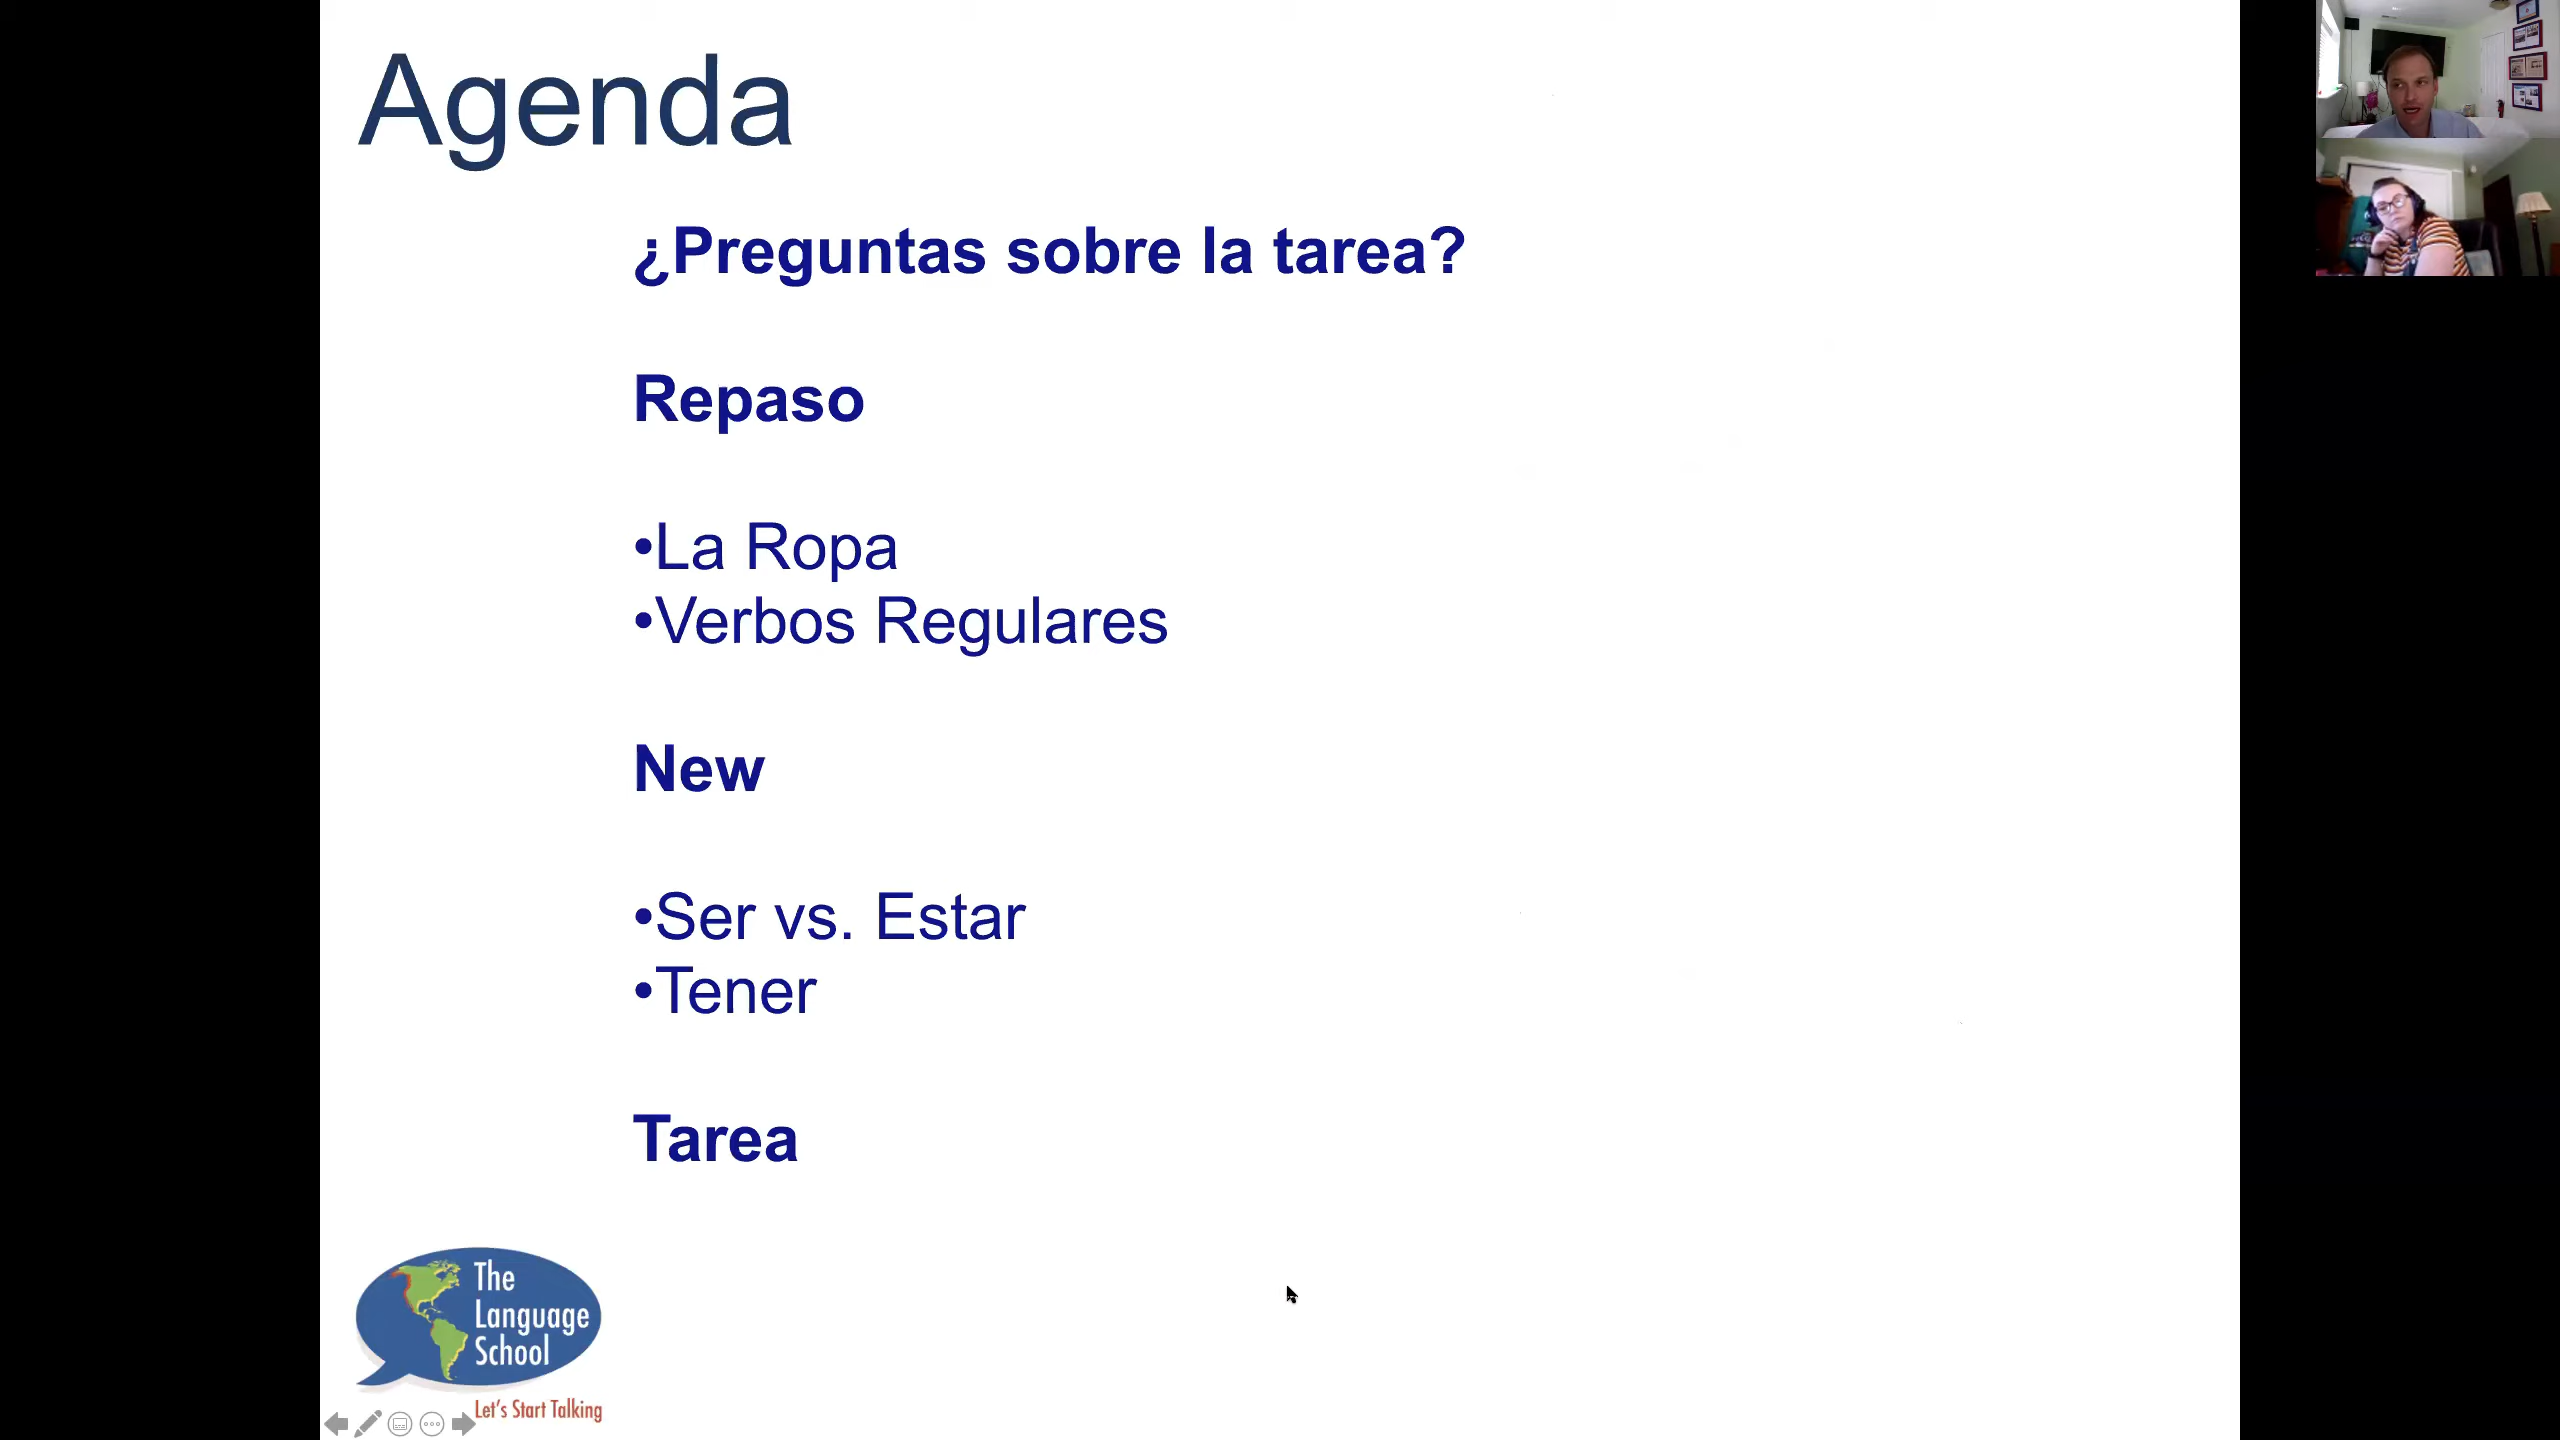 Agenda
¿Preguntas sobre la tarea?
Repaso
•La Ropa
•Verbos Regulares
New
•Ser vs. Estar
•Tener
Tarea
The
Language
School
Let's Start Talking